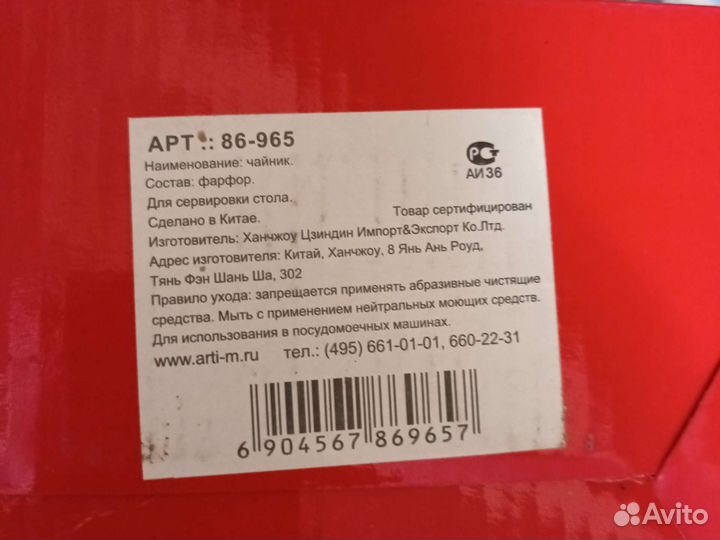 АРТ .: 86-965
Наименование: чайник.
Состав: фарфор.
РСТ
АИ36
Для сервировки стола.
Сделано в Китае. Товар сертифицирован
Изготовитель: Ханчжоу Цзиндин Импорт&Экспорт Ко.Лтд.
Адрес изготовителя: Китай, Ханчжоу, 8 Янь Ань Роуд,
Тянь Фэн Шань Ша, 302
Правило ухода: запрещается применять абразивные чистящие
средства. Мыть с применением нейтральных моющих средств.
Для использования в посудомоечных машинах.
www.arti-m.ru тел.: (495) 661-01-01, 660-22-31
6 904567 869657
Avito